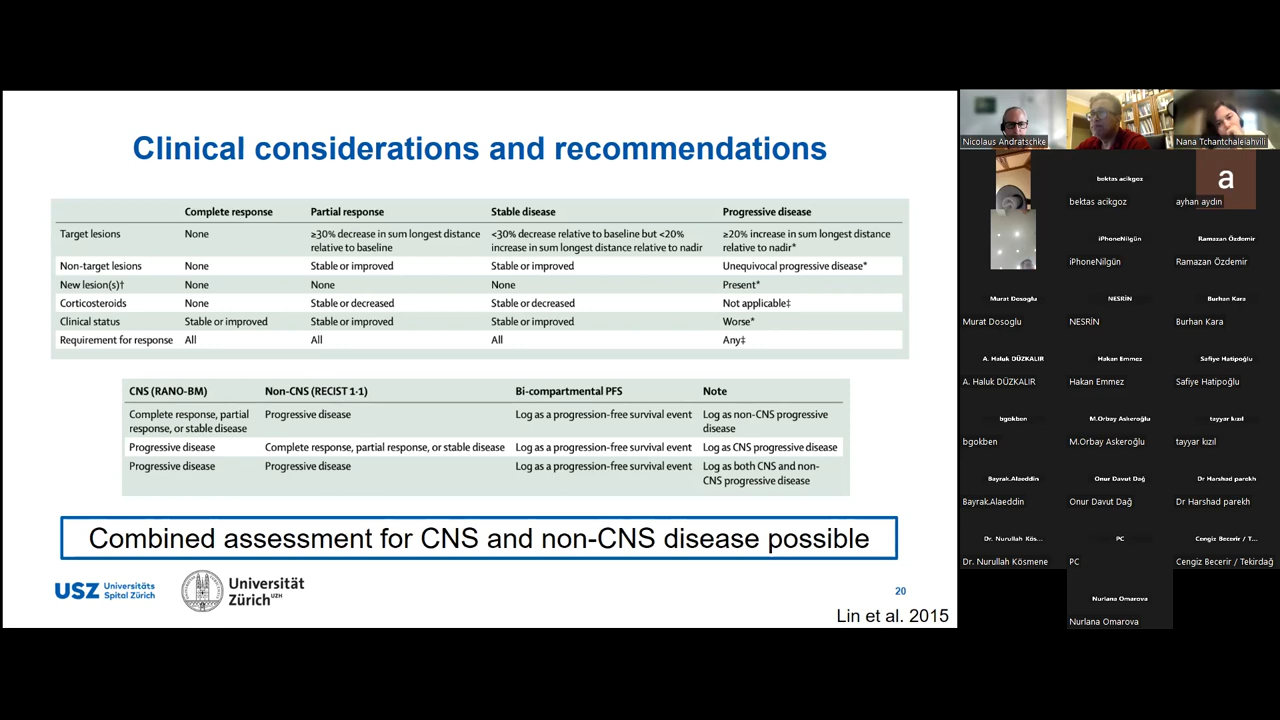 Clinical considerations and recommendations
Complete response Partial response Stable disease Progressive disease
Target lesions None ≥30% decrease in sum longest distance relative to baseline <30% decrease relative to baseline but <20% increase in sum longest distance relative to nadir ≥20% increase in sum longest distance relative to nadir*
Non-target lesions None Stable or improved Stable or improved Unequivocal progressive disease*
New lesion(s)† None None None Present*
Corticosteroids None Stable or decreased Stable or decreased Not applicable‡
Clinical status Stable or improved Stable or improved Stable or improved Worse*
Requirement for response All All All Any‡
CNS (RANO-BM) Non-CNS (RECIST 1·1) Bi-compartmental PFS Note
Complete response, partial response, or stable disease Progressive disease Log as a progression-free survival event Log as non-CNS progressive disease
Progressive disease Complete response, partial response, or stable disease Log as a progression-free survival event Log as CNS progressive disease
Progressive disease Progressive disease Log as a progression-free survival event Log as both CNS and non-CNS progressive disease
Combined assessment for CNS and non-CNS disease possible
USZ Universitäts Spital Zürich
Universität Zürich UZH
20
Lin et al. 2015
Nicolaus Andratschke
Nana Tchantchaleiahvili
bektas acikgoz
bektas acikgoz
a
ayhan aydın
iPhoneNilgün
iPhoneNilgün
Ramazan Özdemir
Ramazan Özdemir
Murat Dosoglu
Murat Dosoglu
NESRİN
NESRİN
Burhan Kara
Burhan Kara
A. Haluk DÜZKALIR
A. Haluk DÜZKALIR
Hakan Emmez
Hakan Emmez
Safiye Hatipoğlu
Safiye Hatipoğlu
bgokben
bgokben
M.Orbay Askeroğlu
M.Orbay Askeroğlu
tayyar kızıl
tayyar kızıl
Bayrak.Alaeddin
Bayrak.Alaeddin
Onur Davut Dağ
Onur Davut Dağ
Dr Harshad parekh
Dr Harshad parekh
Dr. Nurullah Kös...
Dr. Nurullah Kösmene
PC
PC
Cengiz Becerir / T...
Cengiz Becerir / Tekirdağ
Nurlana Omarova
Nurlana Omarova